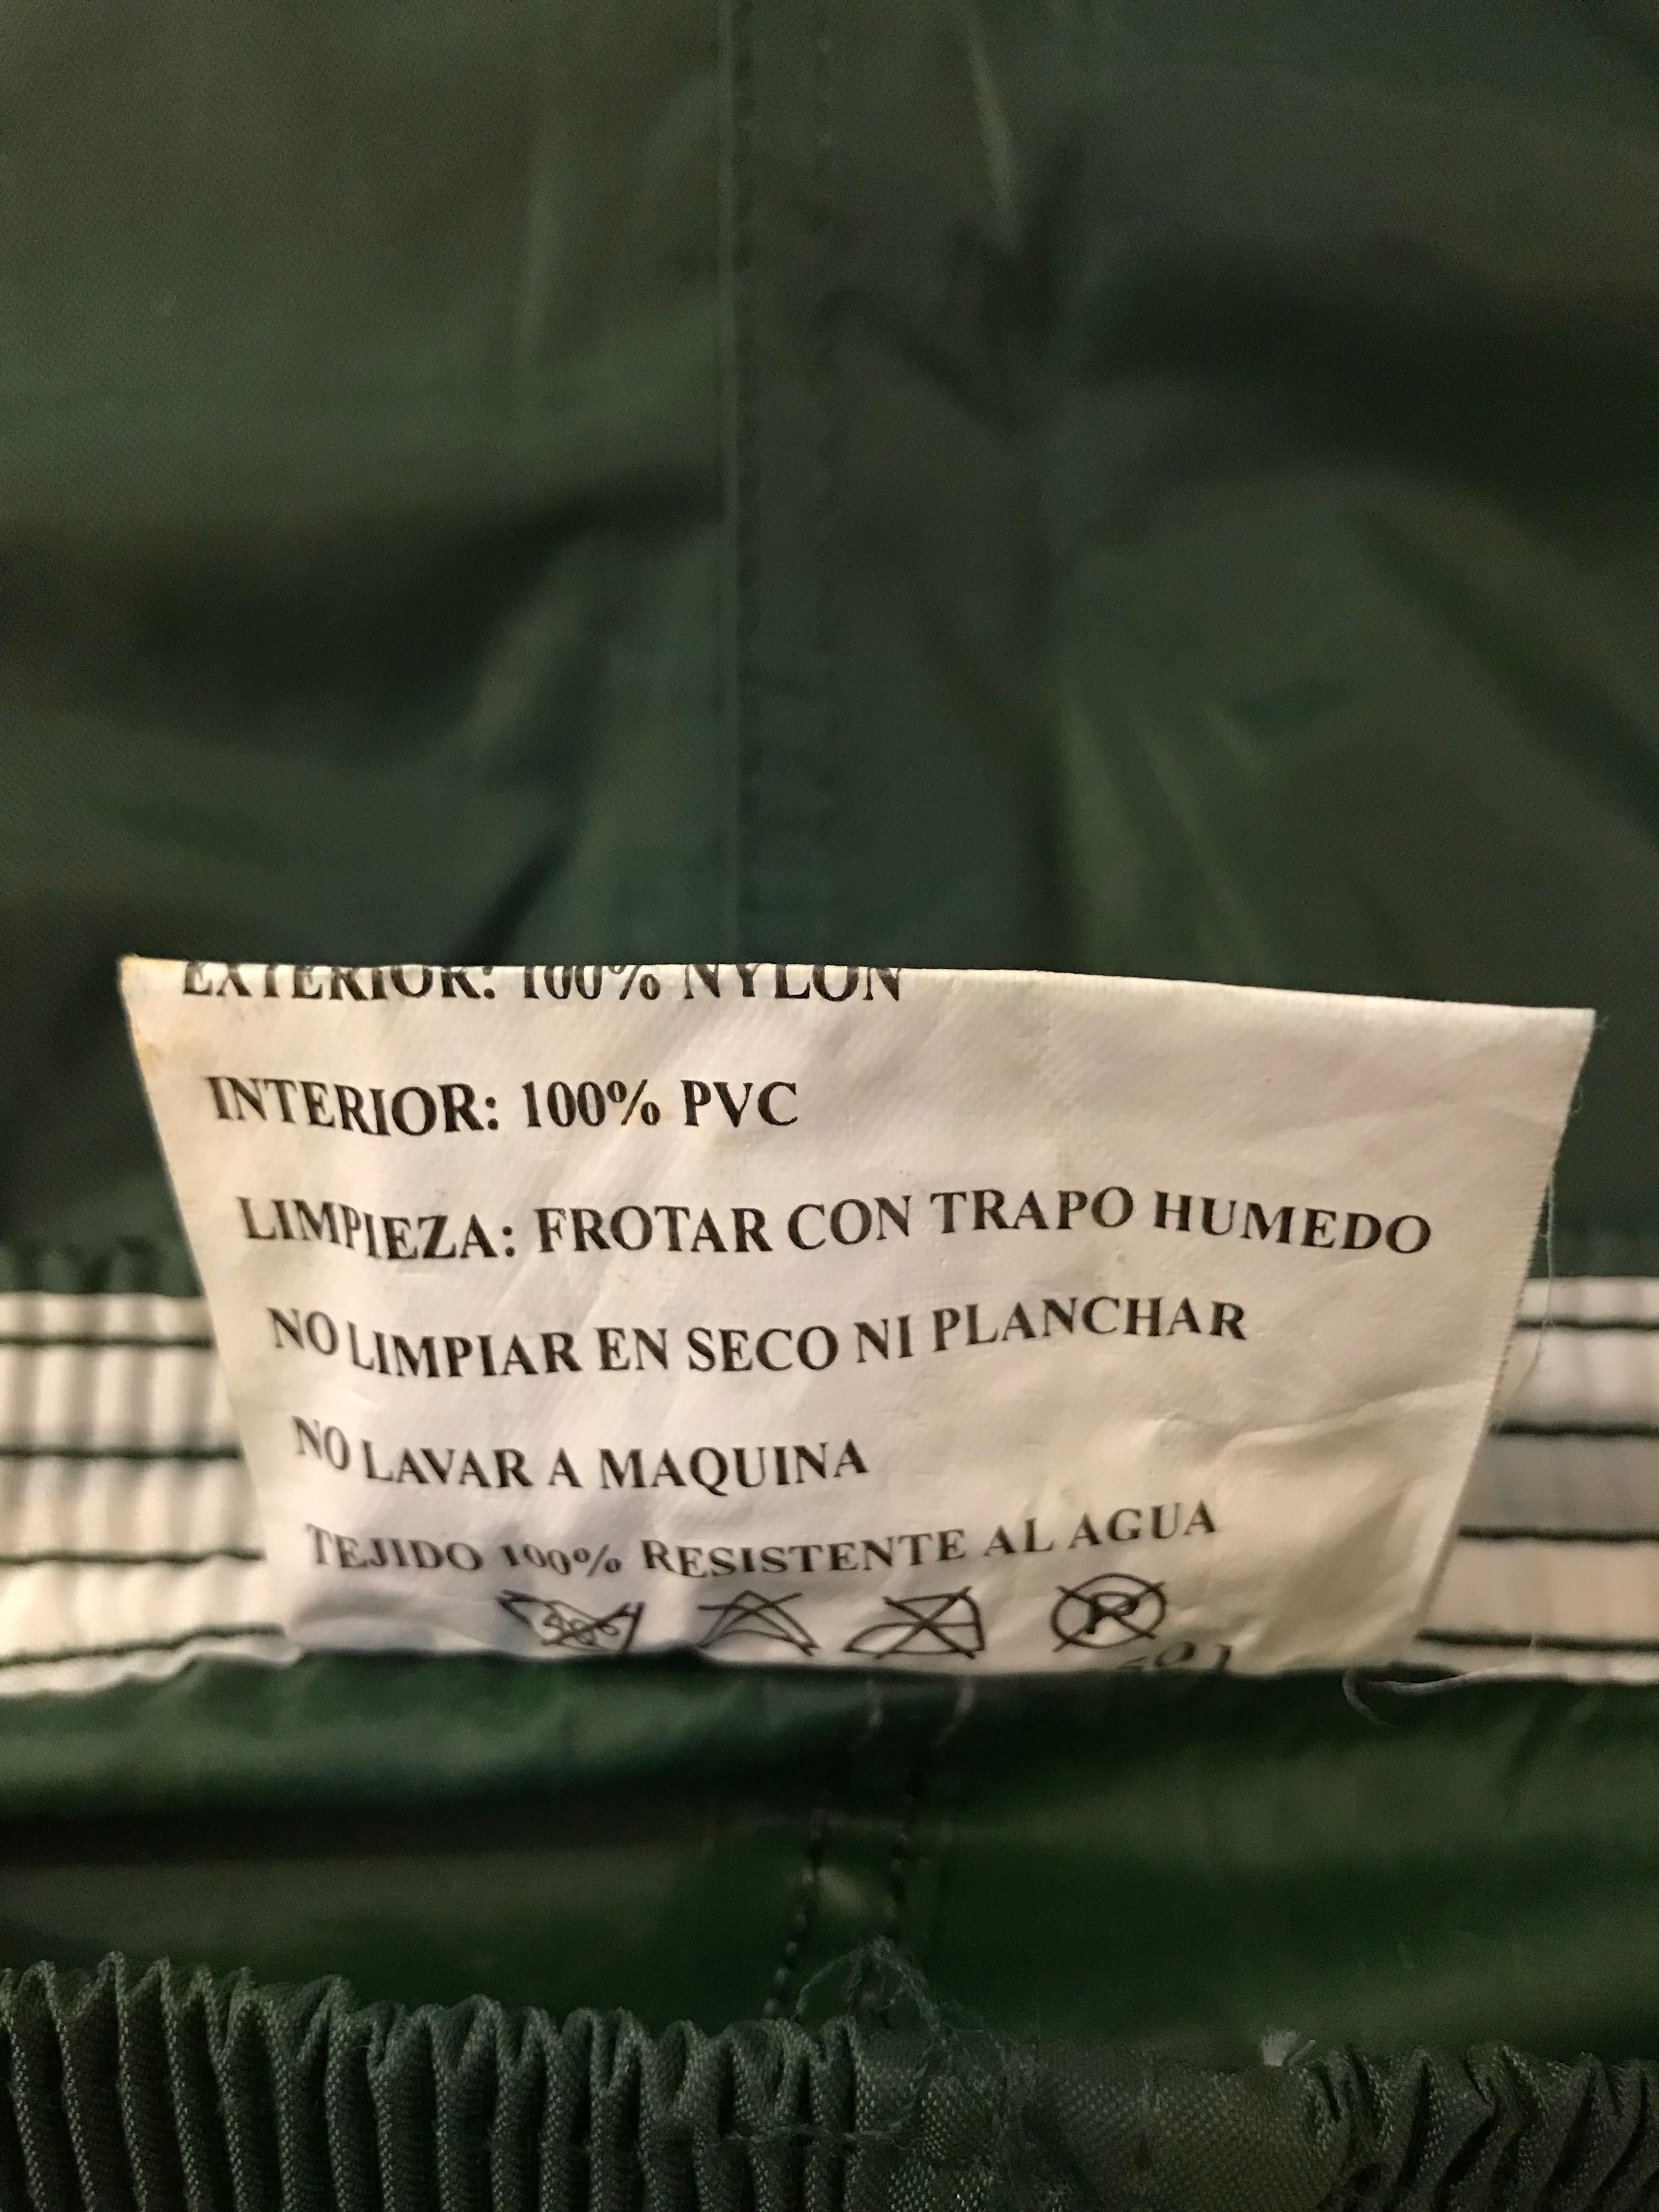 EXTERIOR: 100% NYLON
INTERIOR: 100% PVC
LIMPIEZA: FROTAR CON TRAPO HUMEDO
NO LIMPIAR EN SECO NI PLANCHAR
NO LAVAR A MAQUINA
TEJIDO 100% RESISTENTE AL AGUA